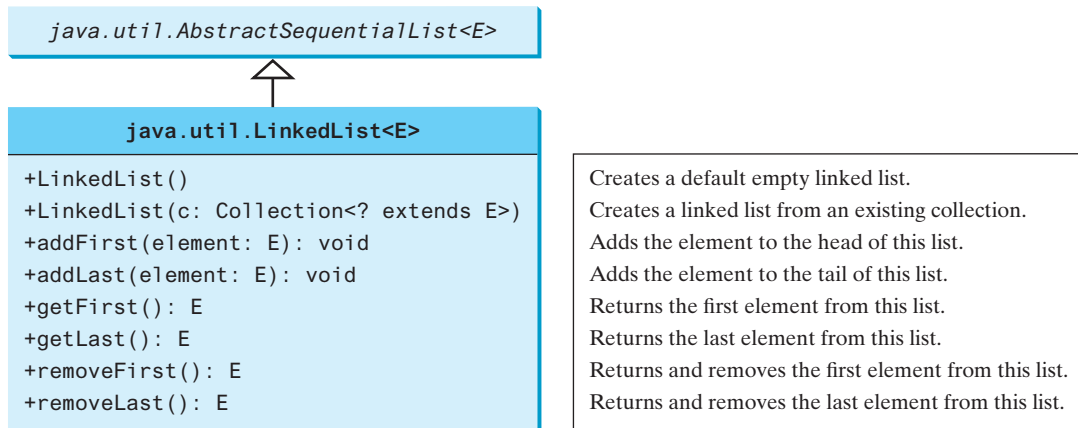 java.util.AbstractSequentialList<E>
java.util.LinkedList<E>
+LinkedList()
+LinkedList(c: Collection<? extends E>)
+addFirst(element: E): void
+addLast(element: E): void
+getFirst(): E
+getLast(): E
+removeFirst(): E
+removeLast(): E
Creates a default empty linked list.
Creates a linked list from an existing collection.
Adds the element to the head of this list.
Adds the element to the tail of this list.
Returns the first element from this list.
Returns the last element from this list.
Returns and removes the first element from this list.
Returns and removes the last element from this list.